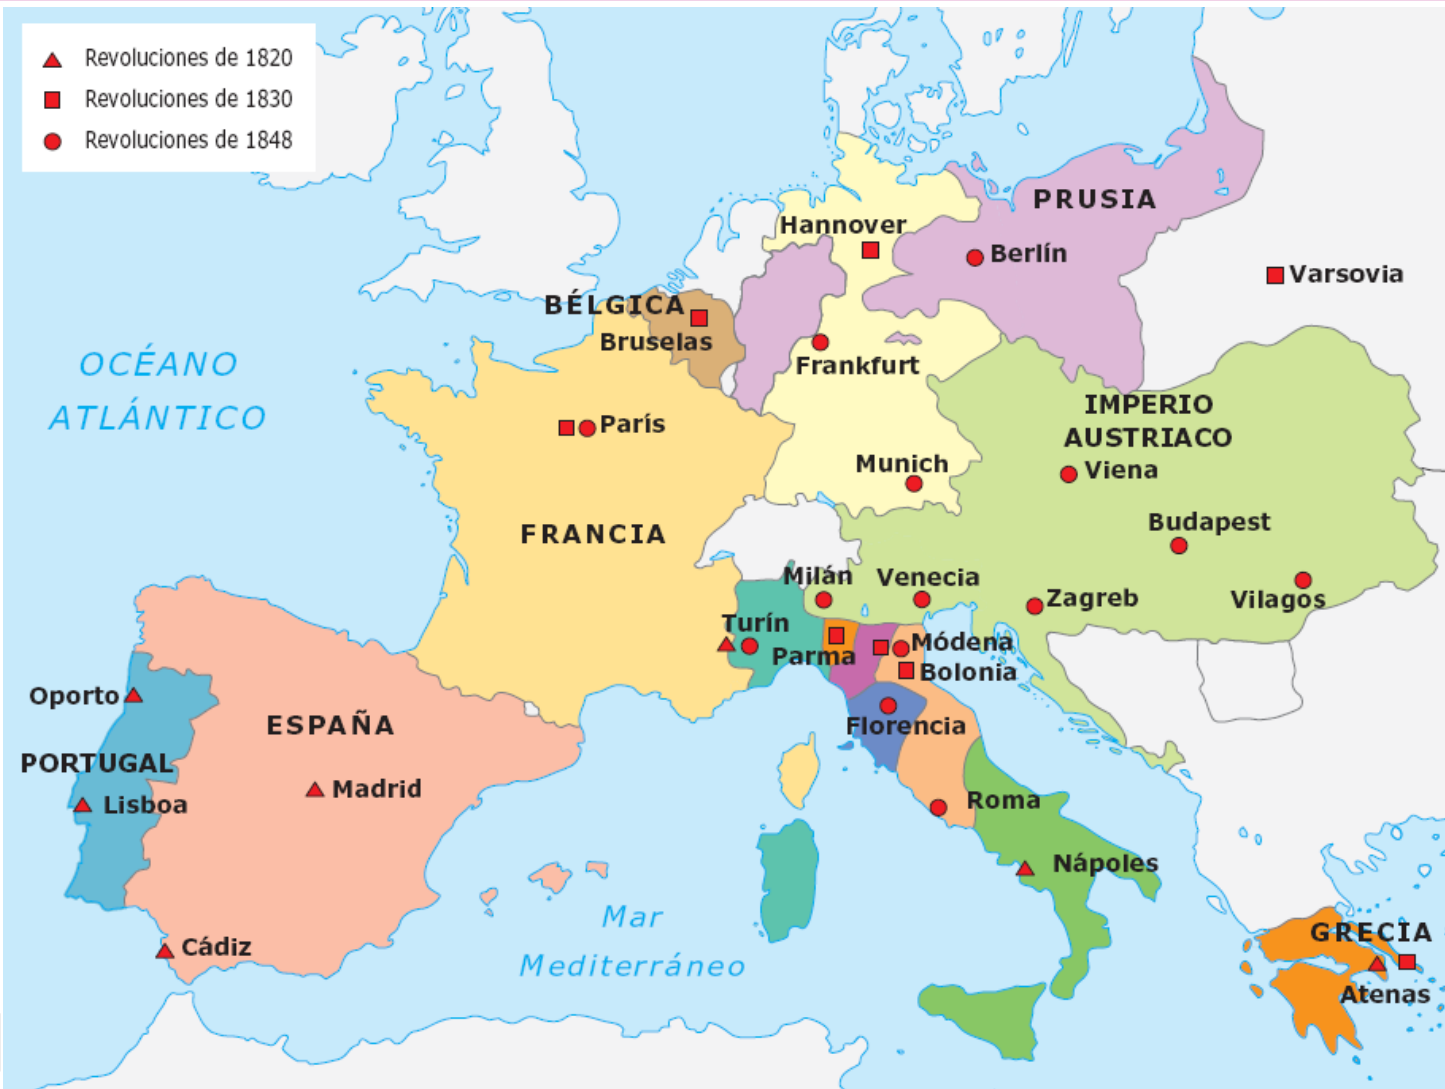 Revoluciones de 1820
Revoluciones de 1830
Revoluciones de 1848
PRUSIA
Hannover
Berlín
Varsovia
BÉLGICA
Bruselas
OCÉANO
ATLÁNTICO
Frankfurt
París
IMPERIO
AUSTRIACO
Munich
Viena
FRANCIA
Budapest
Milán
Venecia
Zagreb
Vilagos
Turín
Parma
Módena
Bolonia
Oporto
ESPAÑA
Florencia
PORTUGAL
Lisboa
Madrid
Roma
Nápoles
Mar
Mediterráneo
Cádiz
GRECIA
Atenas